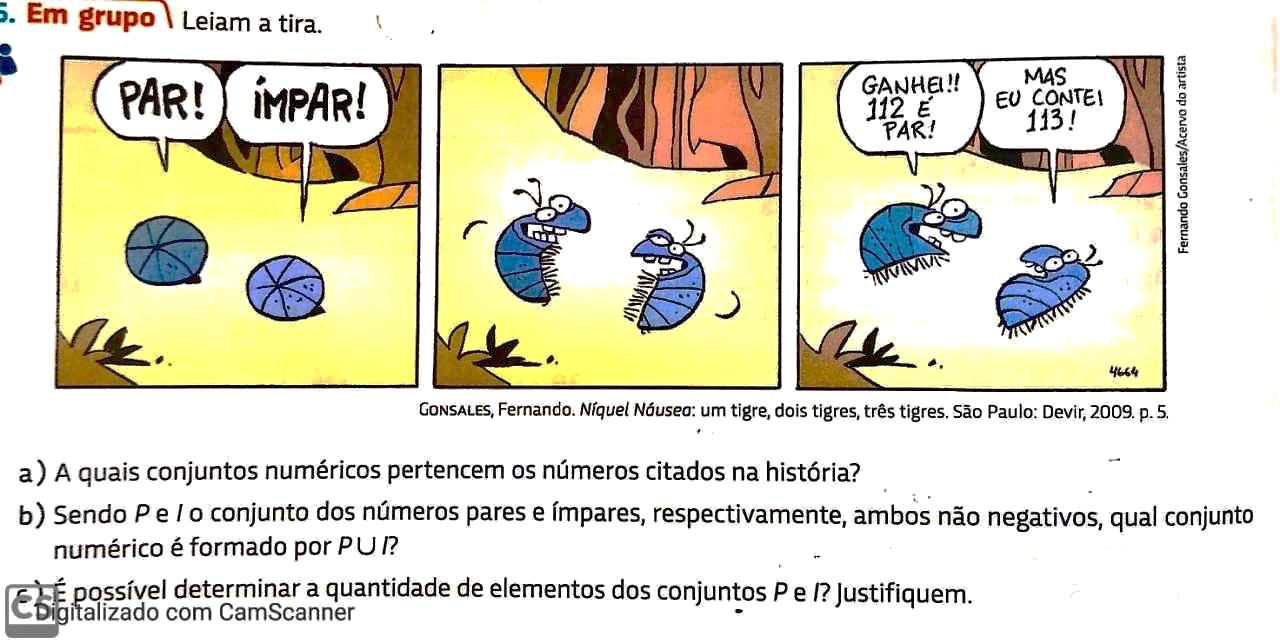 5. Em grupo Leiam a tira.
PAR!
ÍMPAR!
GANHEI!!
112 É
PAR!
MAS
EU CONTEI
113!
4664
Fernando Gonsales/Acervo do artista
GONSALES, Fernando. Níquel Náusea: um tigre, dois tigres, três tigres. São Paulo: Devir, 2009. p. 5.
a) A quais conjuntos numéricos pertencem os números citados na história?
b) Sendo P e I o conjunto dos números pares e ímpares, respectivamente, ambos não negativos, qual conjunto
numérico é formado por P U I?
c) É possível determinar a quantidade de elementos dos conjuntos P e I? Justifiquem.
CS Digitalizado com CamScanner